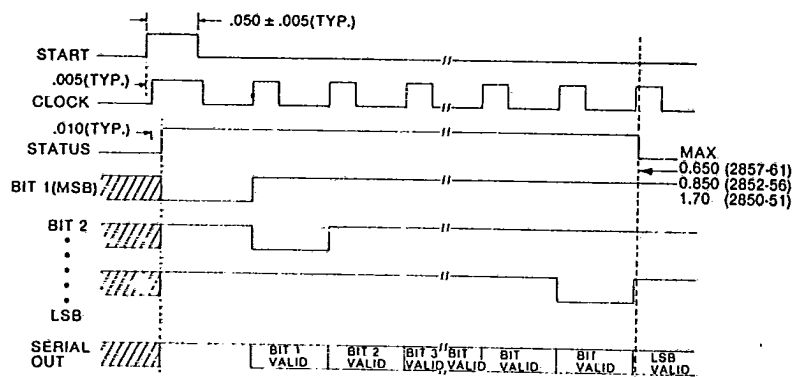 .050 ± .005(TYP.)
START
.005(TYP.)
CLOCK
.010(TYP.)
STATUS
MAX
0.650 (2857-61)
0.850 (2852-56)
1.70 (2850-51)
BIT 1(MSB)
BIT 2
LSB
SERIAL OUT
BIT 1 VALID
BIT 2 VALID
BIT 3 VALID
BIT VALID
BIT VALID
BIT VALID
LSB VALID